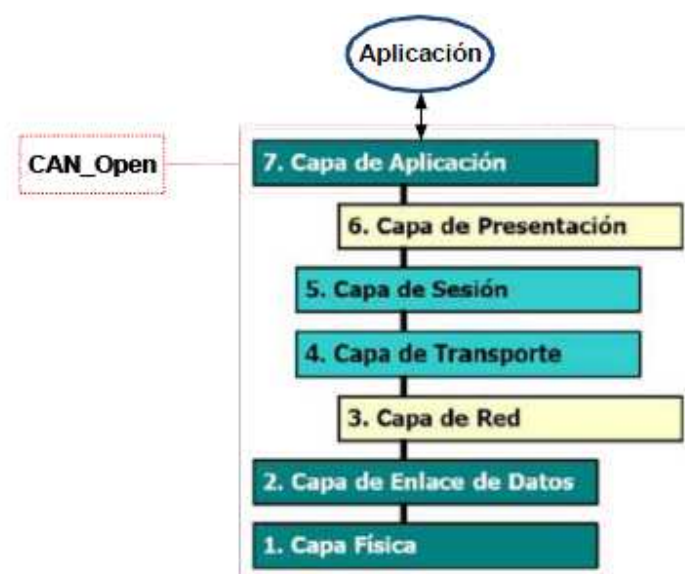 Aplicación
CAN_Open
7. Capa de Aplicación
6. Capa de Presentación
5. Capa de Sesión
4. Capa de Transporte
3. Capa de Red
2. Capa de Enlace de Datos
1. Capa Física